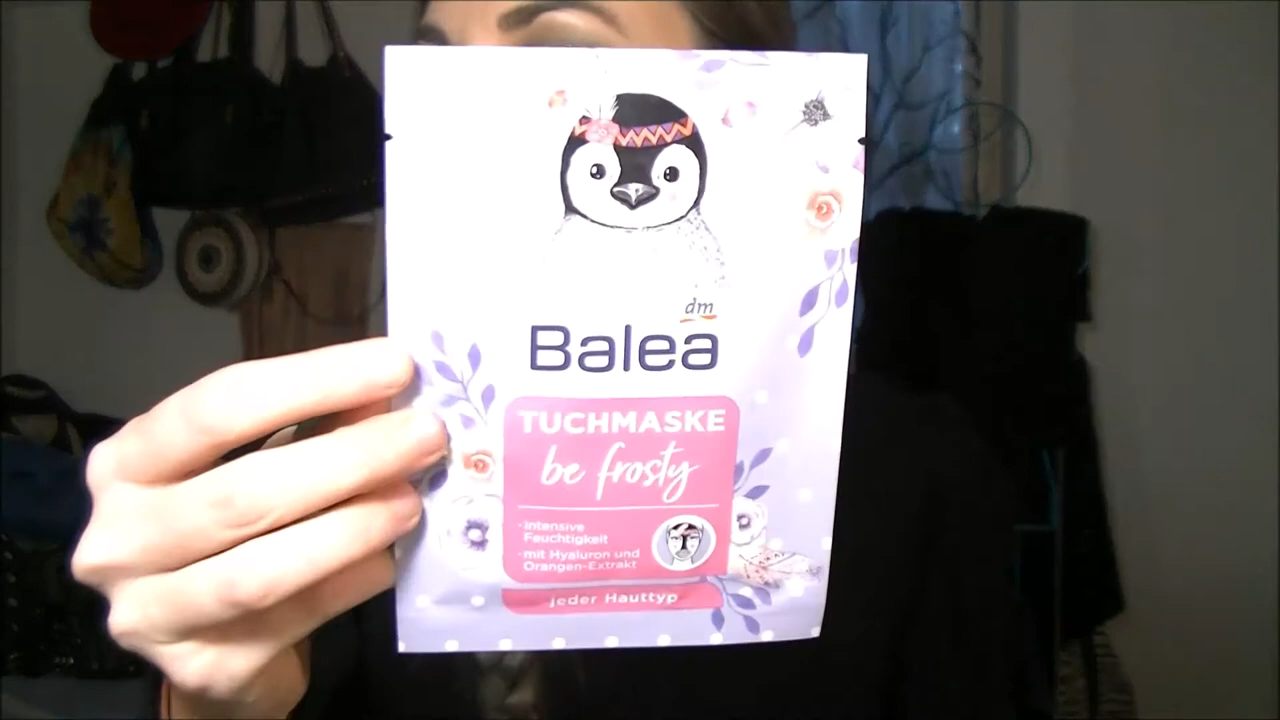 dm
Balea
TUCHMASKE
be frosty
- Intensive
Feuchtigkeit
- mit Hyaluron und
Orangen-Extrakt
jeder Hauttyp